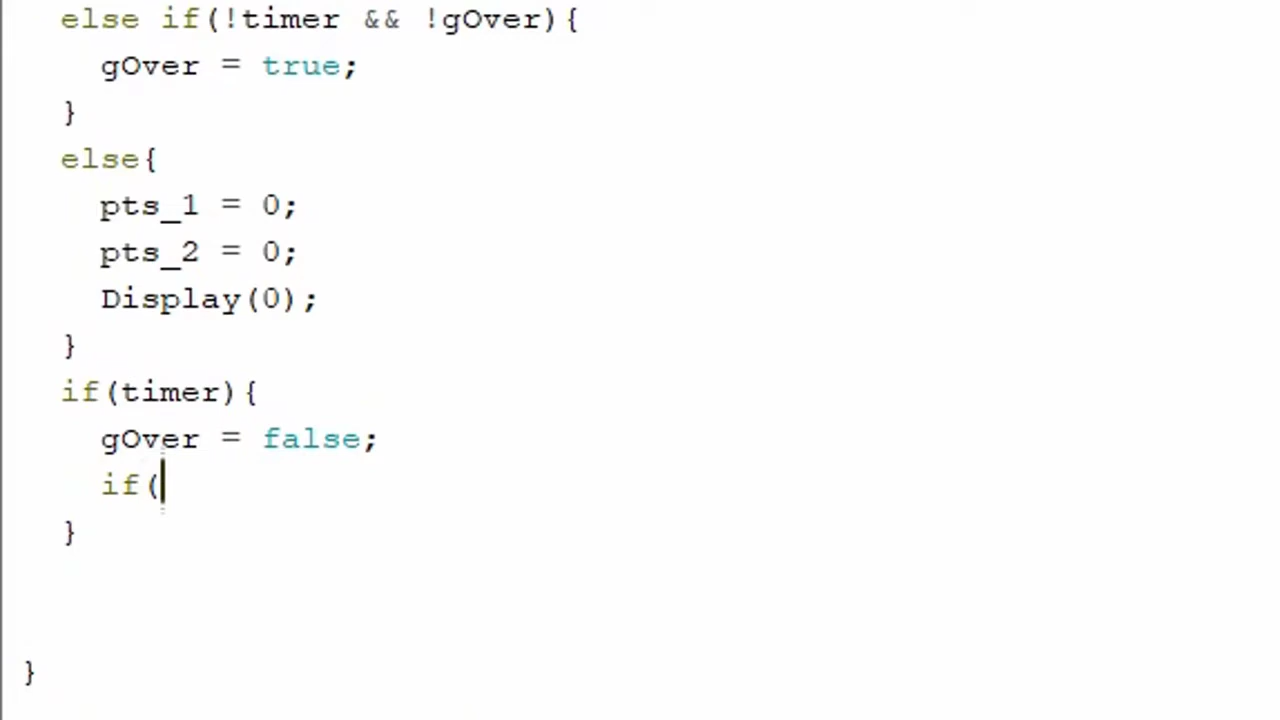 else if(!timer && !gOver){
gOver = true;
}
else{
pts_1 = 0;
pts_2 = 0;
Display(0);
}
if(timer){
gOver = false;
if(
}
}